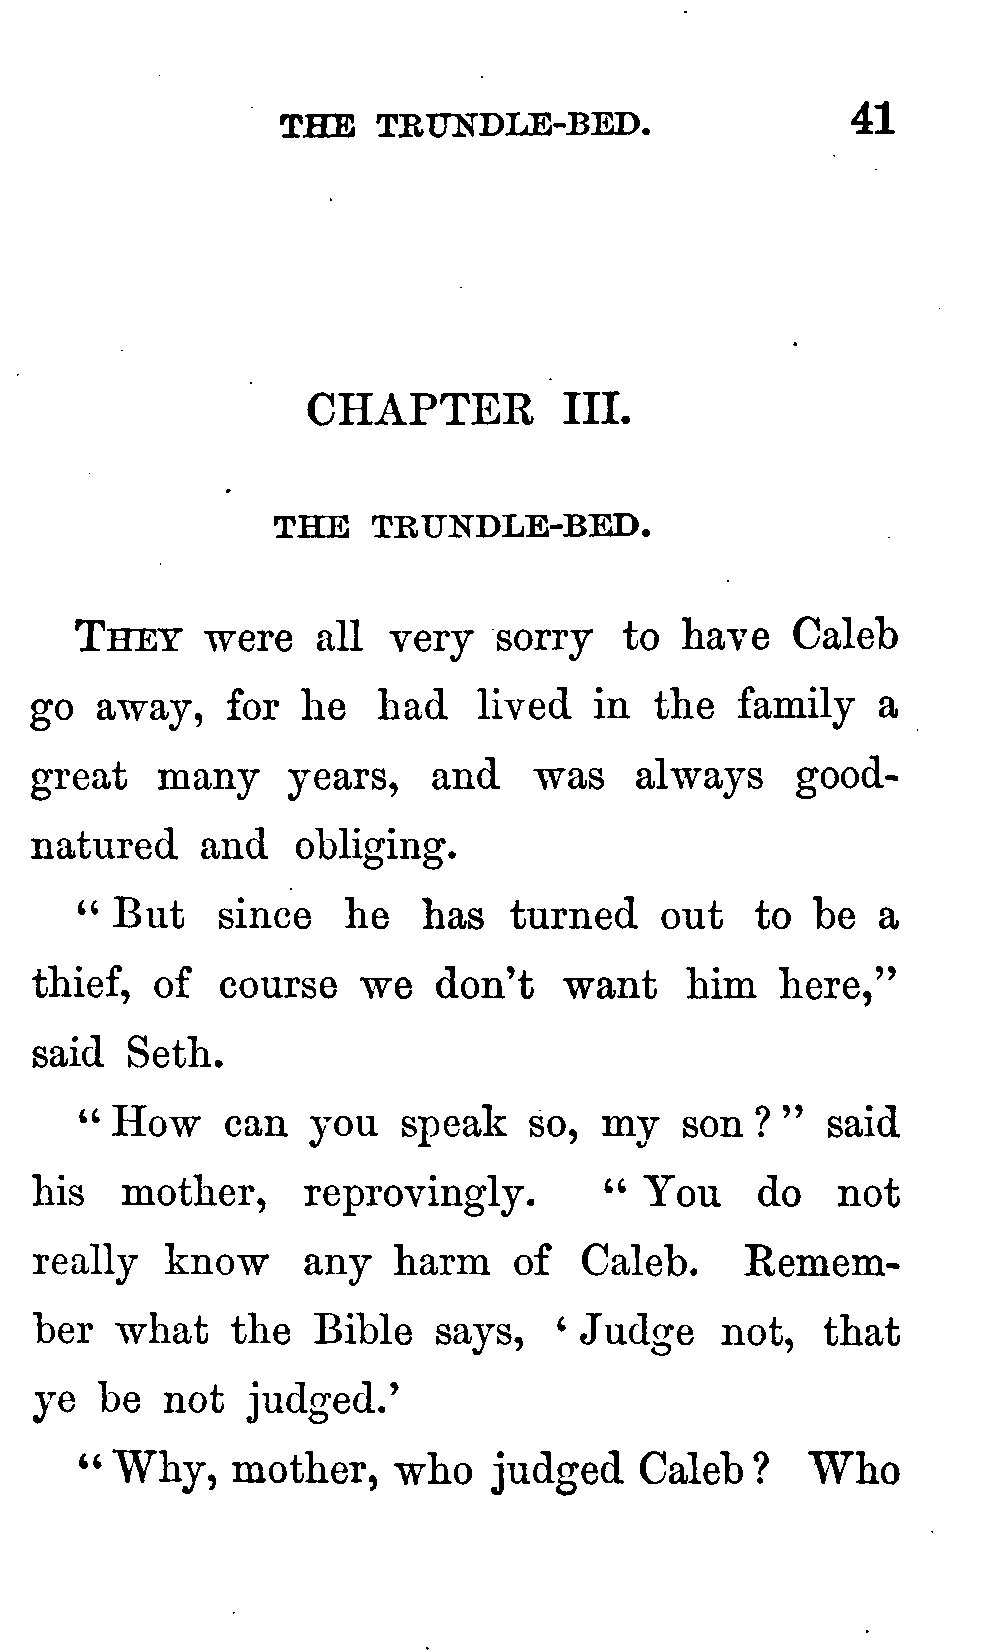 THE TRUNDLE-BED. 41
CHAPTER III.
THE TRUNDLE-BED.
THEY were all very sorry to have Caleb
go away, for he had lived in the family a
great many years, and was always good-
natured and obliging.
“ But since he has turned out to be a
thief, of course we don’t want him here,”
said Seth.
“ How can you speak so, my son ? ” said
his mother, reprovingly. “ You do not
really know any harm of Caleb. Remem-
ber what the Bible says, ‘ Judge not, that
ye be not judged.’
“ Why, mother, who judged Caleb ? Who